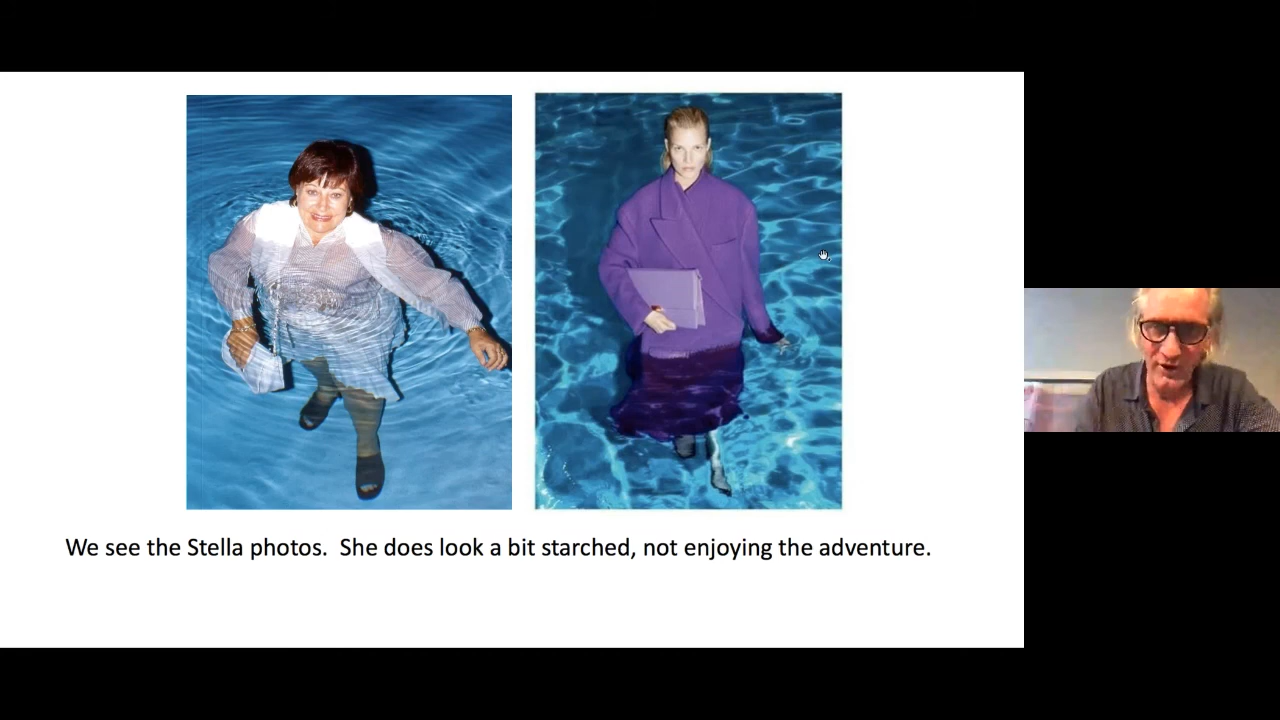 We see the Stella photos.  She does look a bit starched, not enjoying the adventure.